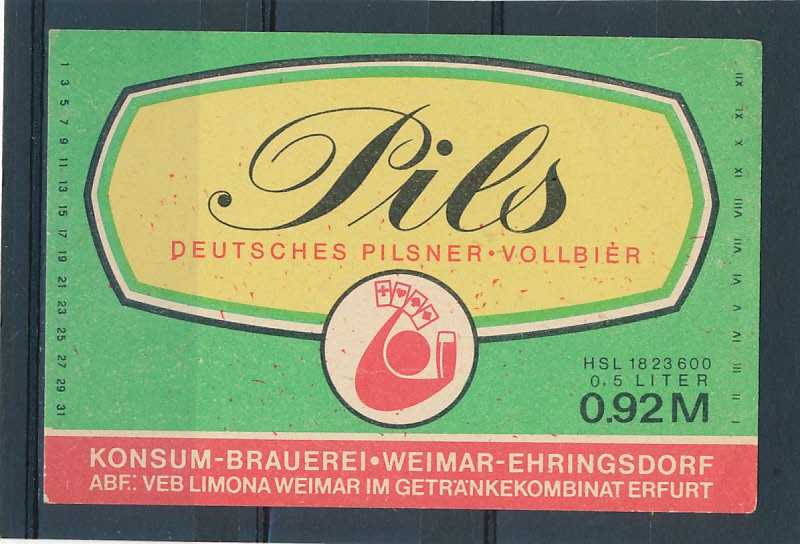 Pils
DEUTSCHES PILSNER • VOLLBIER
HSL 1823600
0,5 LITER
0.92 M
KONSUM-BRAUEREI • WEIMAR-EHRINGSDORF
ABF.: VEB LIMONA WEIMAR IM GETRÄNKEKOMBINAT ERFURT
1 3 5 7 9 11 13 15 17 19 21 23 25 27 29 31
I II III IV V VI VII VIII IX X XI XII